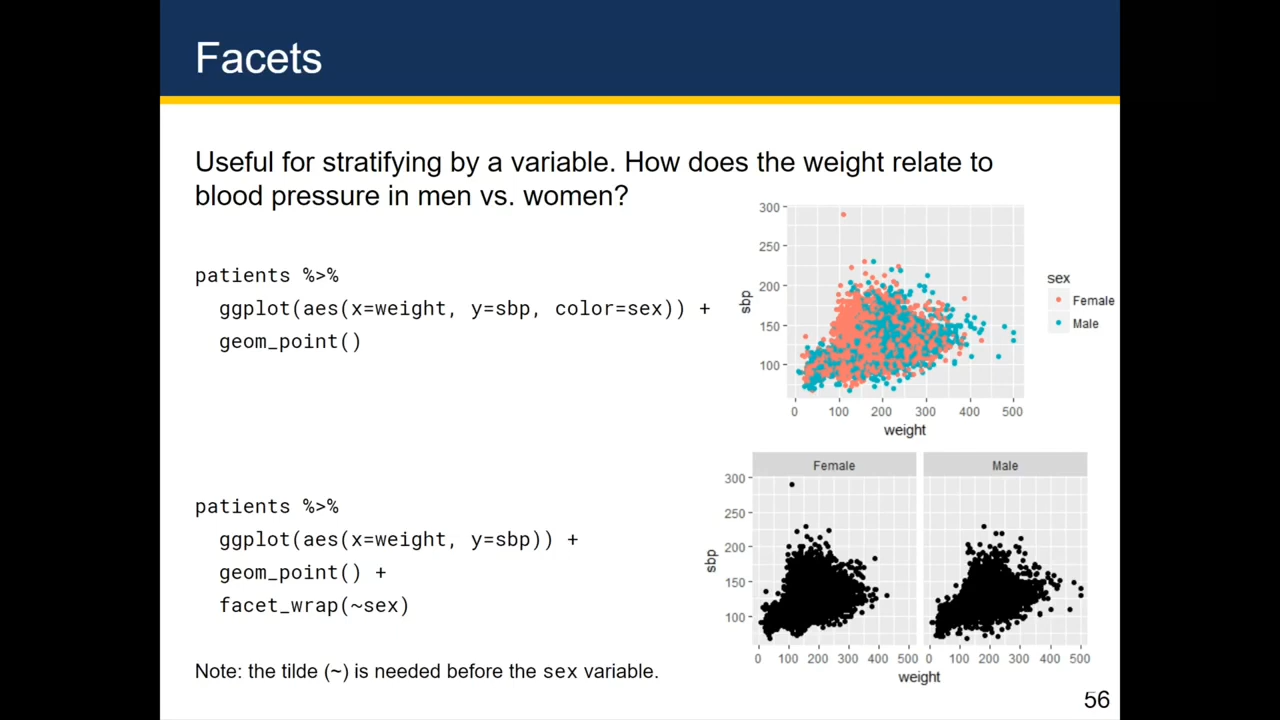 Facets
Useful for stratifying by a variable. How does the weight relate to
blood pressure in men vs. women?
patients %>%
ggplot(aes(x=weight, y=sbp, color=sex)) +
geom_point()
300
250
200
150
100
sbp
0 100 200 300 400 500
weight
sex
Female
Male
patients %>%
ggplot(aes(x=weight, y=sbp)) +
geom_point() +
facet_wrap(~sex)
Female Male
300
250
200
150
100
sbp
0 100 200 300 400 500 0 100 200 300 400 500
weight
Note: the tilde (~) is needed before the sex variable.
56